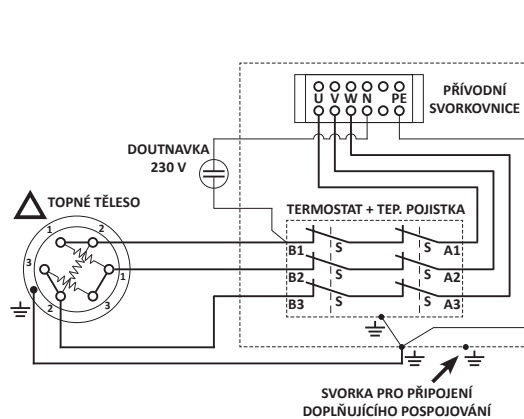 U V W N PE
PŘÍVODNÍ
SVORKOVNICE
DOUTNAVKA
230 V
TOPNÉ TĚLESO
TERMOSTAT + TEP. POJISTKA
1 2
3 1
2 3
B1 S S A1
B2 S S A2
B3 S S A3
SVORKA PRO PŘIPOJENÍ
DOPLŇUJÍCÍHO POSPOJOVÁNÍ